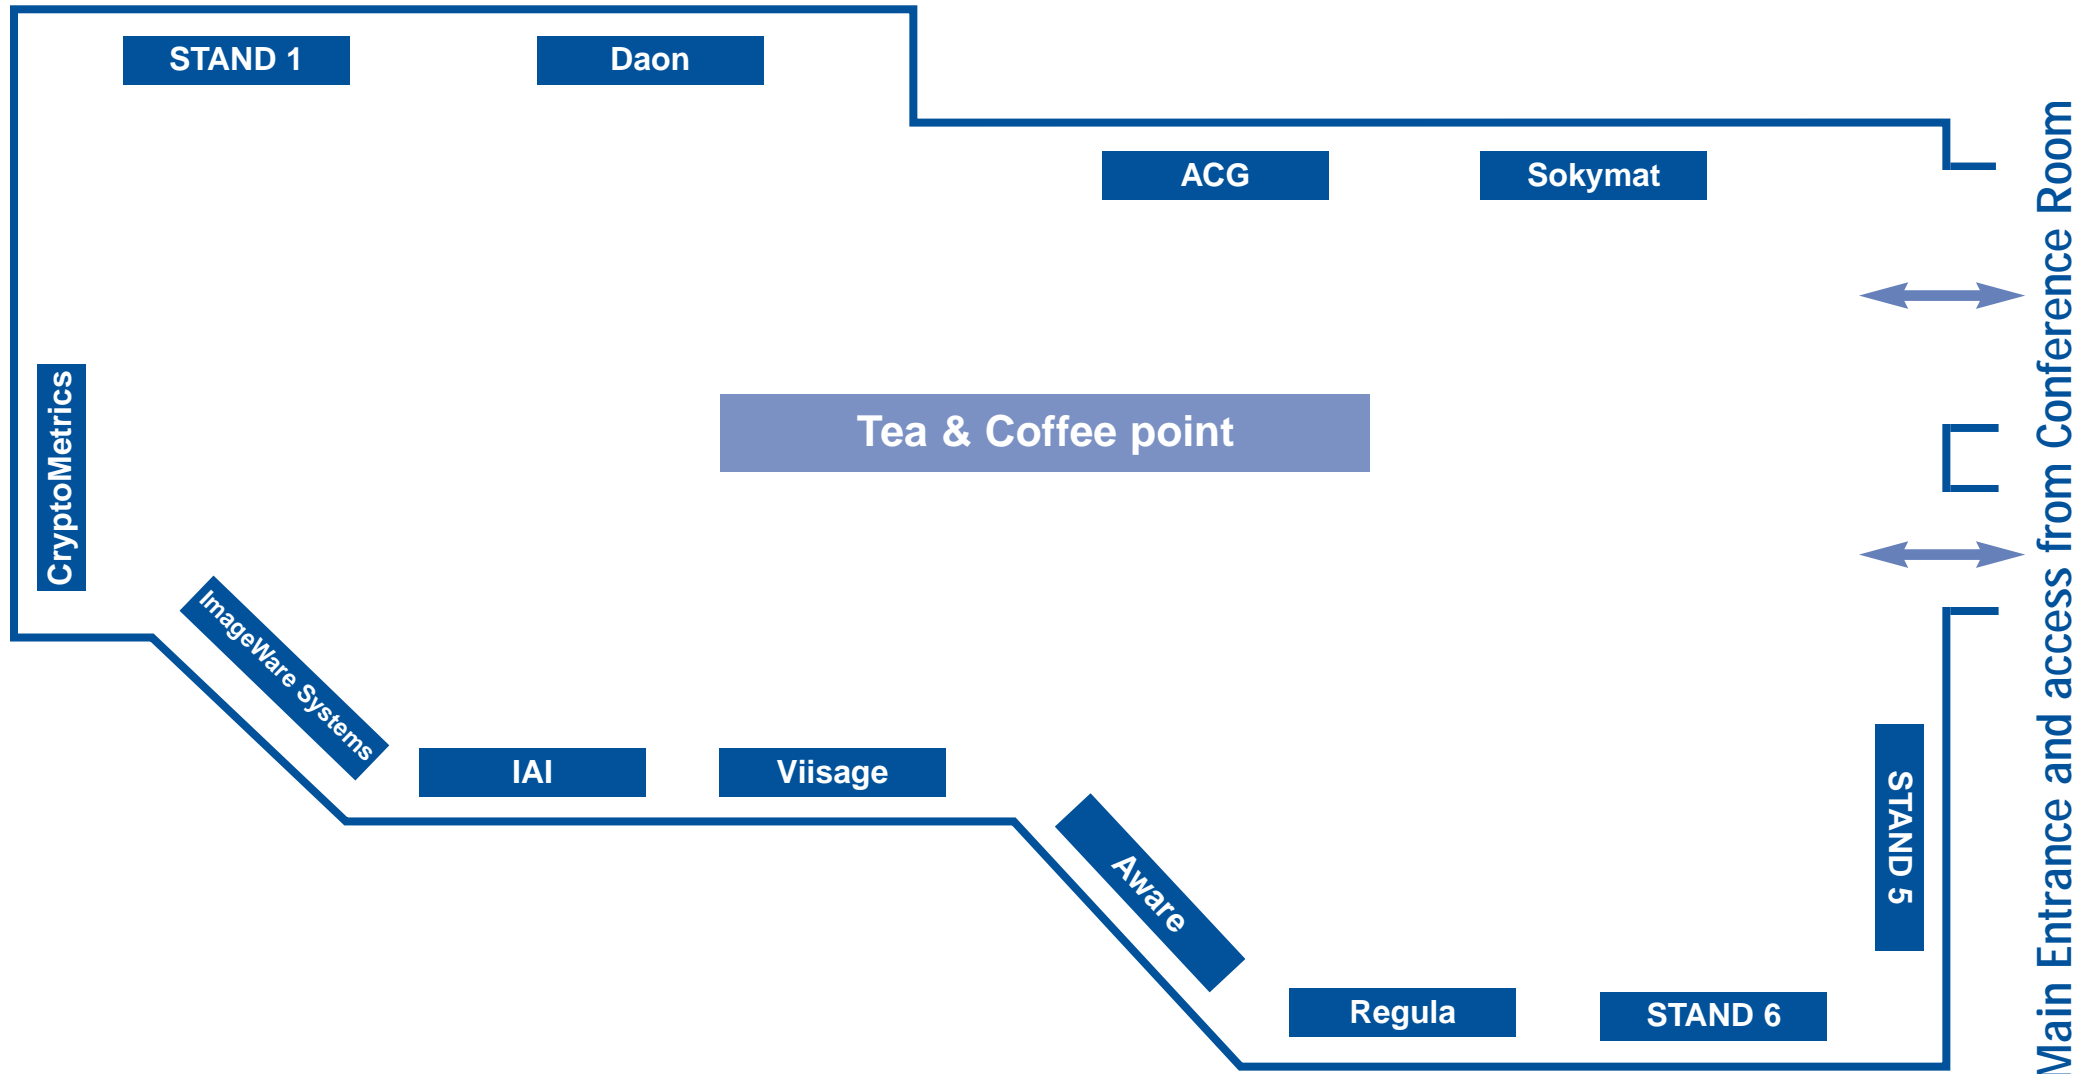 STAND 1
Daon
ACG
Sokymat
Main Entrance and access from Conference Room
CryptoMetrics
Tea & Coffee point
ImageWare Systems
IAI
Viisage
Aware
STAND 5
Regula
STAND 6